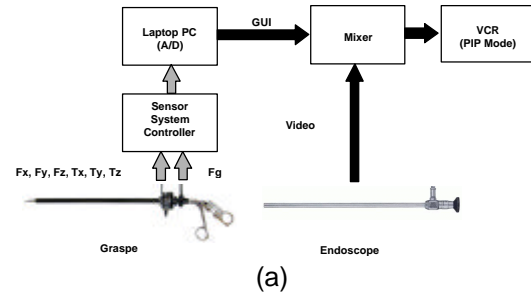 Laptop PC
(A/D)
GUI
Mixer
VCR
(PIP Mode)
Sensor
System
Controller
Video
Fx, Fy, Fz, Tx, Ty, Tz
Fg
Graspe
Endoscope
(a)